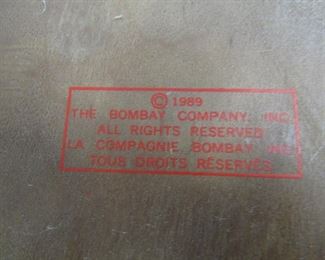 © 1989
THE BOMBAY COMPANY, INC.
ALL RIGHTS RESERVED
LA COMPAGNIE BOMBAY INC.
TOUS DROITS RÉSERVÉS